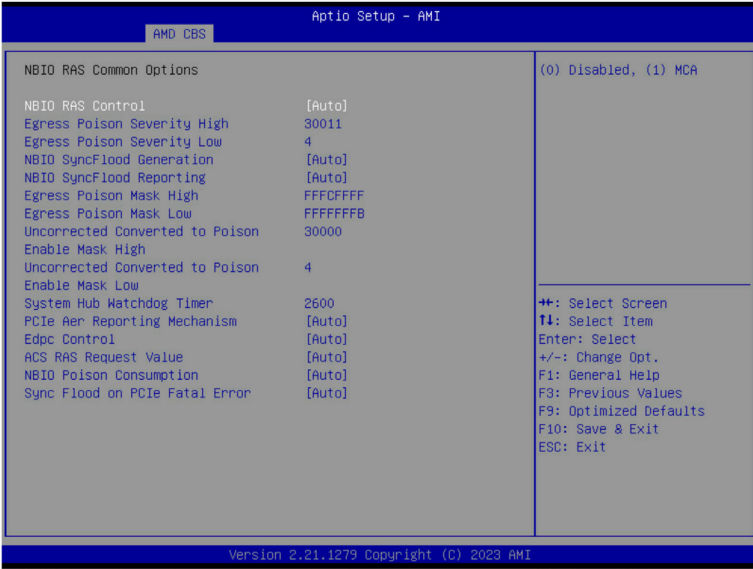 Aptio Setup – AMI
AMD CBS
NBIO RAS Common Options
(0) Disabled, (1) MCA
NBIO RAS Control [Auto]
Egress Poison Severity High 30011
Egress Poison Severity Low 4
NBIO SyncFlood Generation [Auto]
NBIO SyncFlood Reporting [Auto]
Egress Poison Mask High FFFCFFFF
Egress Poison Mask Low FFFFFFFB
Uncorrected Converted to Poison 30000
Enable Mask High
Uncorrected Converted to Poison 4
Enable Mask Low
System Hub Watchdog Timer 2600
PCIe Aer Reporting Mechanism [Auto]
Edpc Control [Auto]
ACS RAS Request Value [Auto]
NBIO Poison Consumption [Auto]
Sync Flood on PCIe Fatal Error [Auto]
→←: Select Screen
↑↓: Select Item
Enter: Select
+/-: Change Opt.
F1: General Help
F3: Previous Values
F9: Optimized Defaults
F10: Save & Exit
ESC: Exit
Version 2.21.1279 Copyright (C) 2023 AMI